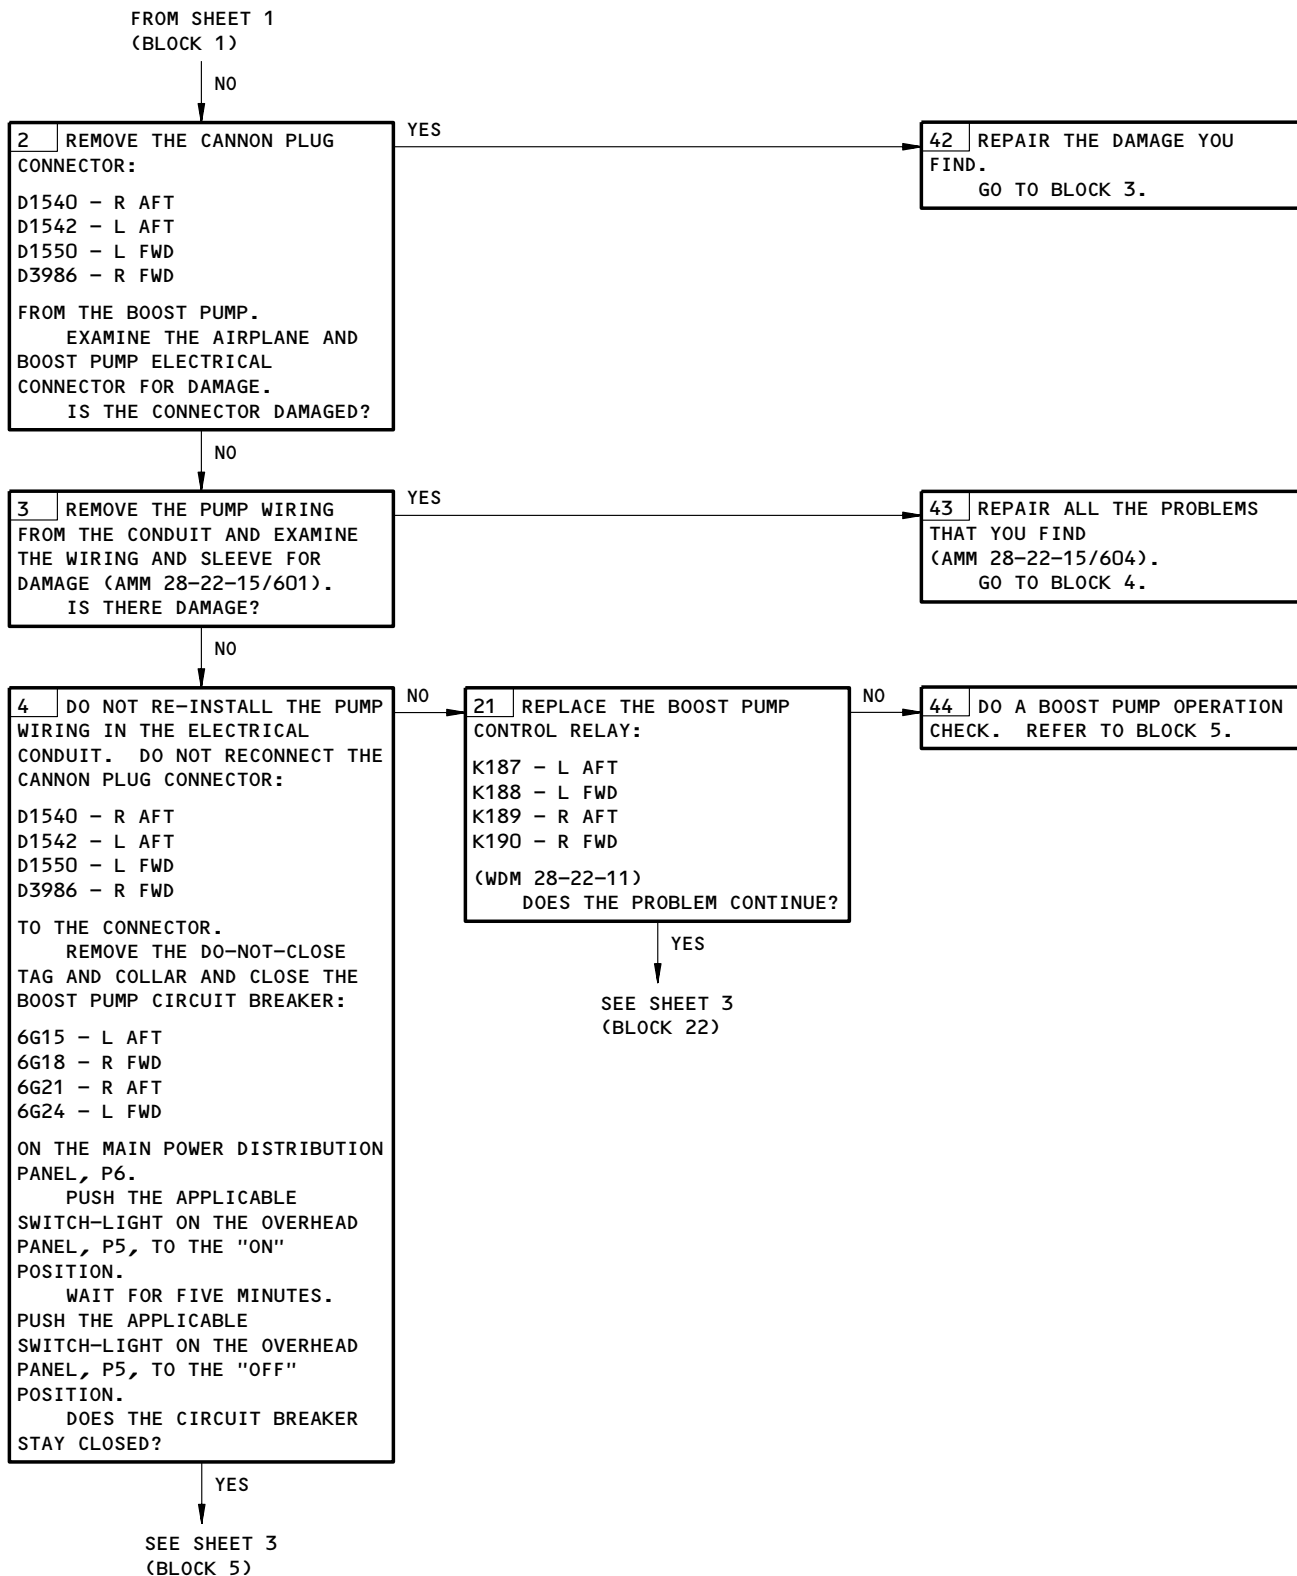 FROM SHEET 1
(BLOCK 1)
NO
2 REMOVE THE CANNON PLUG
CONNECTOR:
D1540 – R AFT
D1542 – L AFT
D1550 – L FWD
D3986 – R FWD
FROM THE BOOST PUMP.
EXAMINE THE AIRPLANE AND
BOOST PUMP ELECTRICAL
CONNECTOR FOR DAMAGE.
IS THE CONNECTOR DAMAGED?
YES
42 REPAIR THE DAMAGE YOU
FIND.
GO TO BLOCK 3.
NO
3 REMOVE THE PUMP WIRING
FROM THE CONDUIT AND EXAMINE
THE WIRING AND SLEEVE FOR
DAMAGE (AMM 28–22–15/601).
IS THERE DAMAGE?
YES
43 REPAIR ALL THE PROBLEMS
THAT YOU FIND
(AMM 28–22–15/604).
GO TO BLOCK 4.
NO
4 DO NOT RE–INSTALL THE PUMP
WIRING IN THE ELECTRICAL
CONDUIT. DO NOT RECONNECT THE
CANNON PLUG CONNECTOR:
D1540 – R AFT
D1542 – L AFT
D1550 – L FWD
D3986 – R FWD
TO THE CONNECTOR.
REMOVE THE DO–NOT–CLOSE
TAG AND COLLAR AND CLOSE THE
BOOST PUMP CIRCUIT BREAKER:
6G15 – L AFT
6G18 – R FWD
6G21 – R AFT
6G24 – L FWD
ON THE MAIN POWER DISTRIBUTION
PANEL, P6.
PUSH THE APPLICABLE
SWITCH–LIGHT ON THE OVERHEAD
PANEL, P5, TO THE "ON"
POSITION.
WAIT FOR FIVE MINUTES.
PUSH THE APPLICABLE
SWITCH–LIGHT ON THE OVERHEAD
PANEL, P5, TO THE "OFF"
POSITION.
DOES THE CIRCUIT BREAKER
STAY CLOSED?
NO
21 REPLACE THE BOOST PUMP
CONTROL RELAY:
K187 – L AFT
K188 – L FWD
K189 – R AFT
K190 – R FWD
(WDM 28–22–11)
DOES THE PROBLEM CONTINUE?
NO
44 DO A BOOST PUMP OPERATION
CHECK. REFER TO BLOCK 5.
YES
SEE SHEET 3
(BLOCK 22)
YES
SEE SHEET 3
(BLOCK 5)